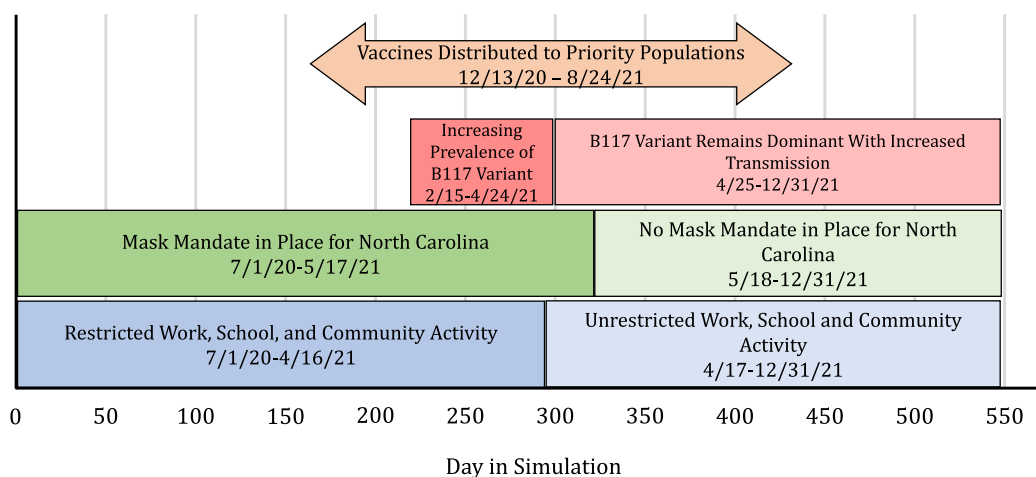 Vaccines Distributed to Priority Populations
12/13/20 – 8/24/21
Increasing
Prevalence of
B117 Variant
2/15-4/24/21
B117 Variant Remains Dominant With Increased
Transmission
4/25-12/31/21
Mask Mandate in Place for North Carolina
7/1/20-5/17/21
No Mask Mandate in Place for North
Carolina
5/18-12/31/21
Restricted Work, School, and Community Activity
7/1/20-4/16/21
Unrestricted Work, School and Community
Activity
4/17-12/31/21
0 50 100 150 200 250 300 350 400 450 500 550
Day in Simulation